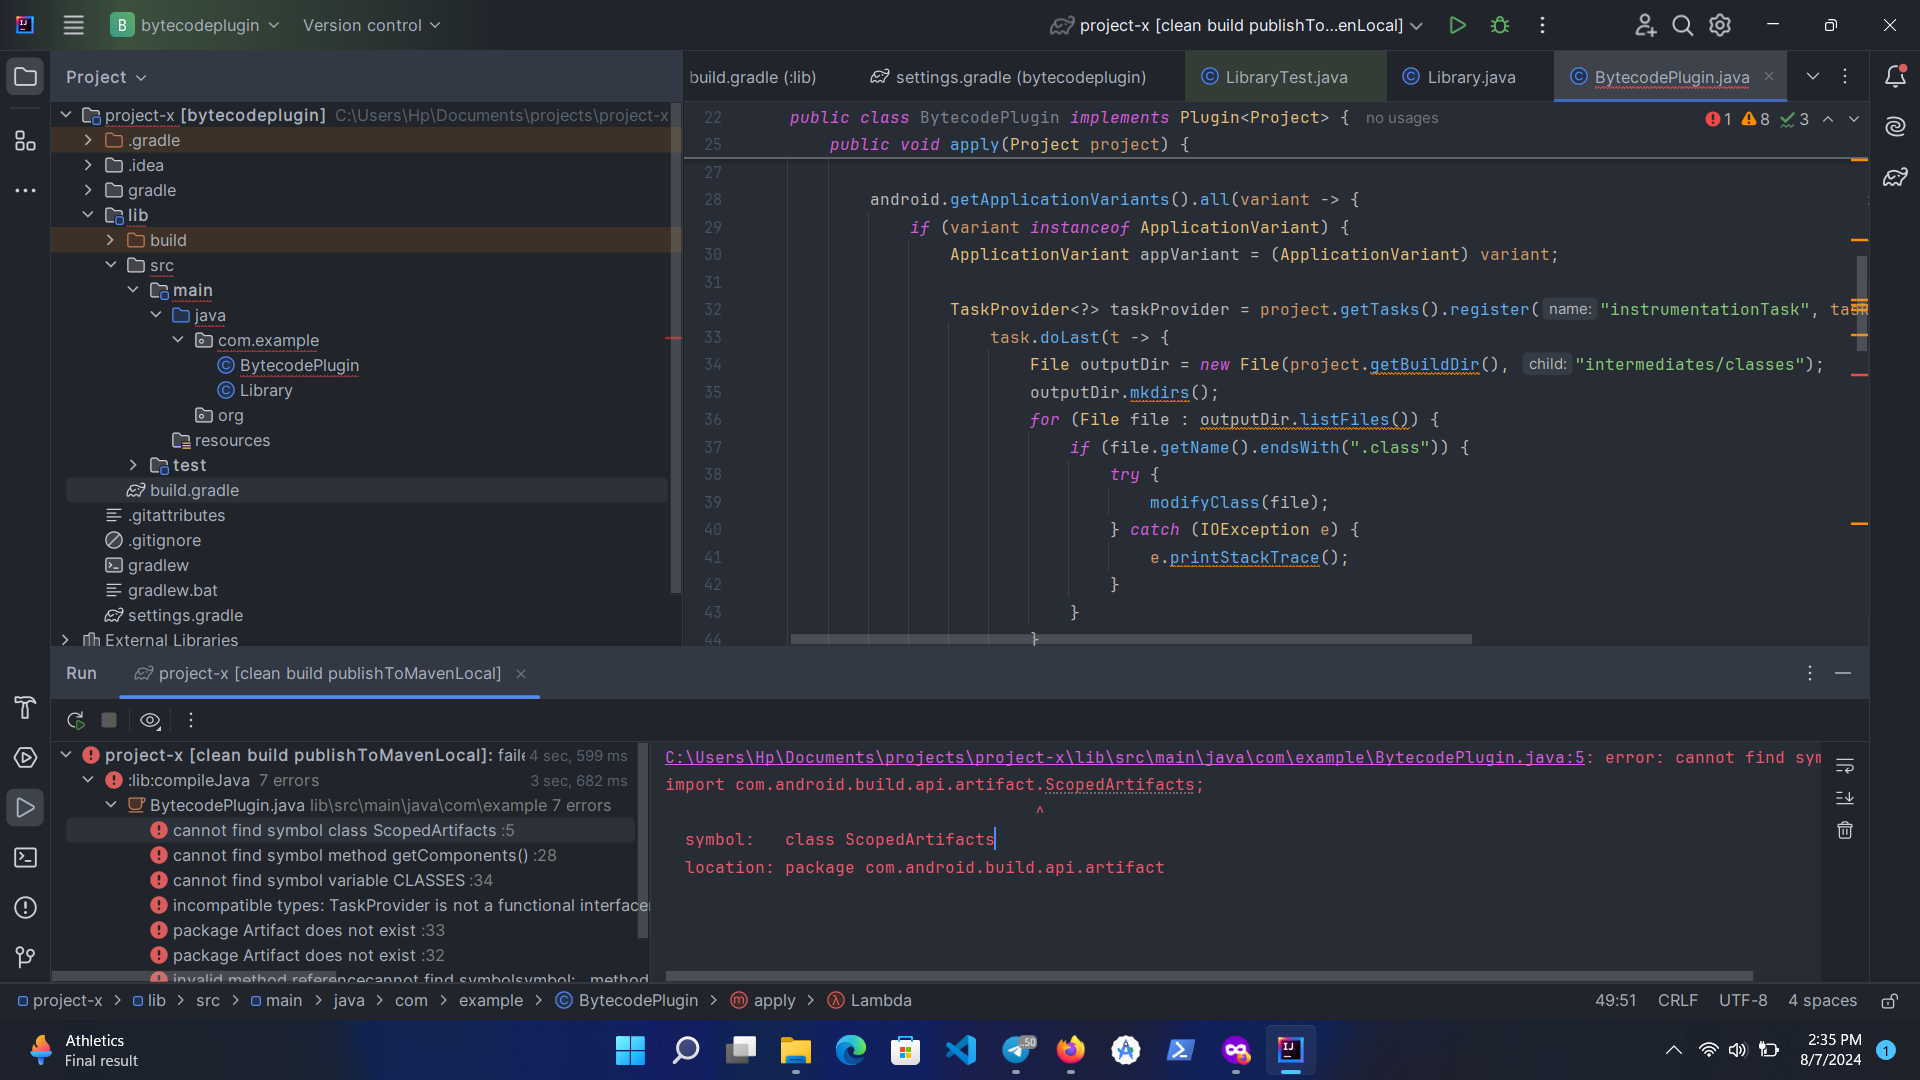 B bytecodeplugin Version control project-x [clean build publishTo...enLocal]
Project
project-x [bytecodeplugin] C:\Users\Hp\Documents\projects\project-x
.gradle
.idea
gradle
lib
build
src
main
java
com.example
BytecodePlugin
Library
org
resources
test
build.gradle
.gitattributes
.gitignore
gradlew
gradlew.bat
settings.gradle
External Libraries
build.gradle (:lib) settings.gradle (bytecodeplugin) LibraryTest.java Library.java BytecodePlugin.java
22 public class BytecodePlugin implements Plugin<Project> { no usages 1 8 3
25 public void apply(Project project) {
27
28 android.getApplicationVariants().all(variant -> {
29 if (variant instanceof ApplicationVariant) {
30 ApplicationVariant appVariant = (ApplicationVariant) variant;
31
32 TaskProvider<?> taskProvider = project.getTasks().register( name: "instrumentationTask", task
33 task.doLast(t -> {
34 File outputDir = new File(project.getBuildDir(), child: "intermediates/classes");
35 outputDir.mkdirs();
36 for (File file : outputDir.listFiles()) {
37 if (file.getName().endsWith(".class")) {
38 try {
39 modifyClass(file);
40 } catch (IOException e) {
41 e.printStackTrace();
42 }
43 }
44 }
Run project-x [clean build publishToMavenLocal]
project-x [clean build publishToMavenLocal]: faile 4 sec, 599 ms
:lib:compileJava 7 errors 3 sec, 682 ms
BytecodePlugin.java lib\src\main\java\com\example 7 errors
cannot find symbol class ScopedArtifacts :5
cannot find symbol method getComponents() :28
cannot find symbol variable CLASSES :34
incompatible types: TaskProvider is not a functional interface
package Artifact does not exist :33
package Artifact does not exist :32
invalid method referencecannot find symbolsymbol: method
C:\Users\Hp\Documents\projects\project-x\lib\src\main\java\com\example\BytecodePlugin.java:5: error: cannot find sym
import com.android.build.api.artifact.ScopedArtifacts;
^
symbol: class ScopedArtifacts
location: package com.android.build.api.artifact
project-x > lib > src > main > java > com > example > BytecodePlugin > apply > Lambda 49:51 CRLF UTF-8 4 spaces
Athletics
Final result
.50
2:35 PM
8/7/2024
1